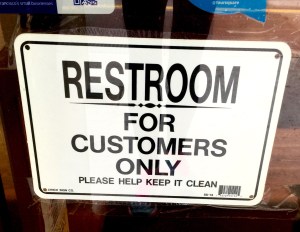 RESTROOM
FOR
CUSTOMERS
ONLY
PLEASE HELP KEEP IT CLEAN